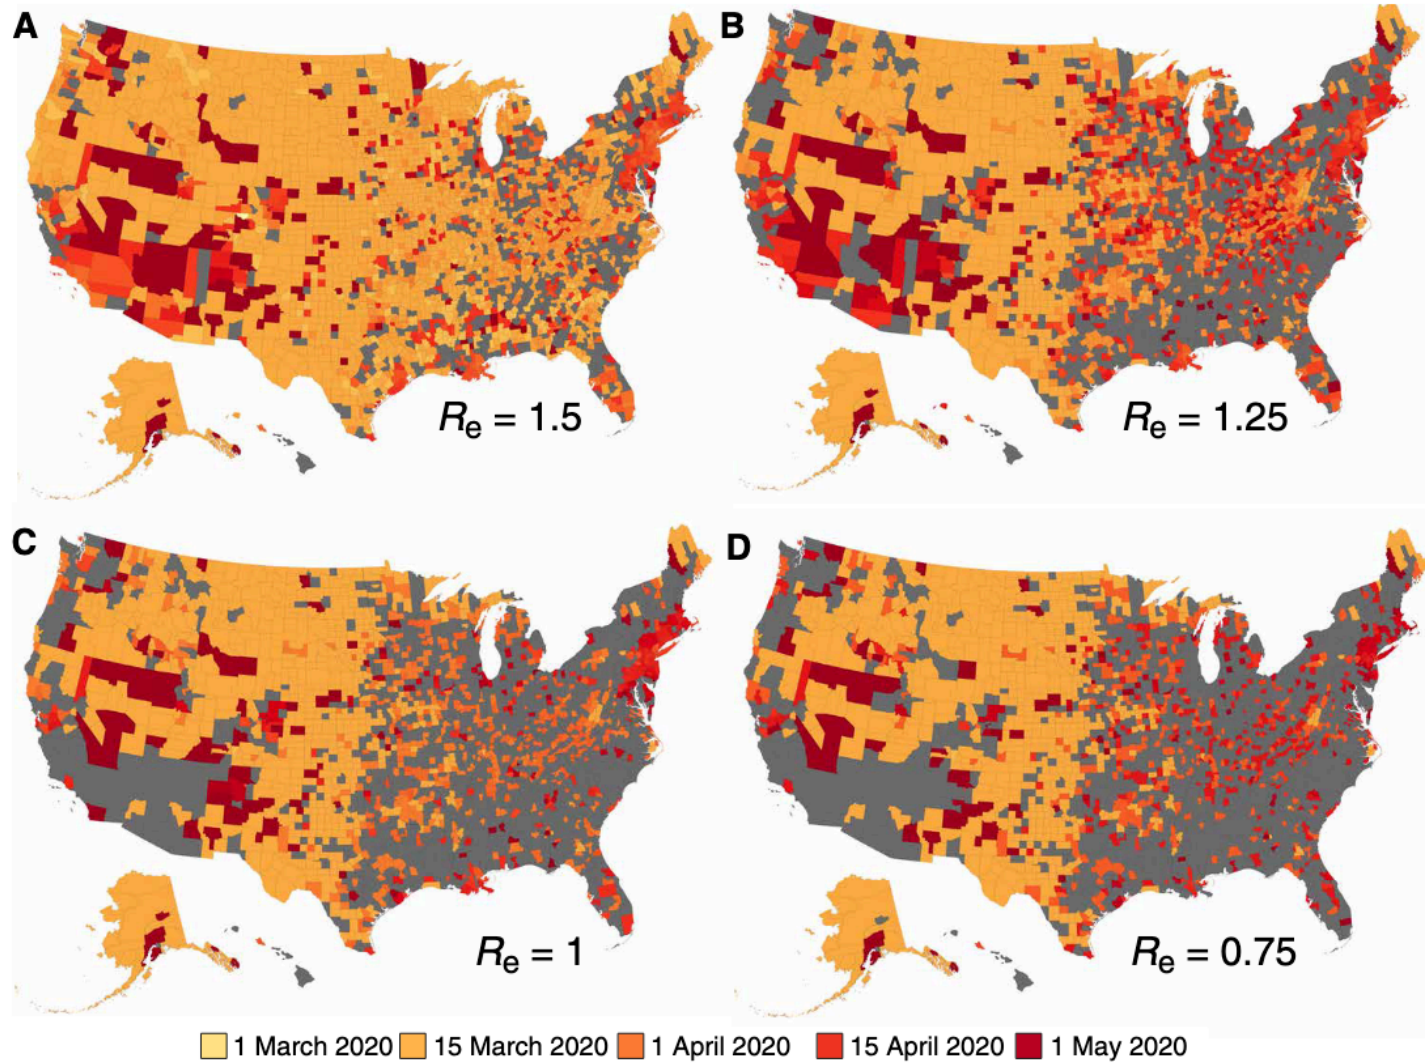 A
B
Re = 1.5
Re = 1.25
C
D
Re = 1
Re = 0.75
1 March 2020
15 March 2020
1 April 2020
15 April 2020
1 May 2020